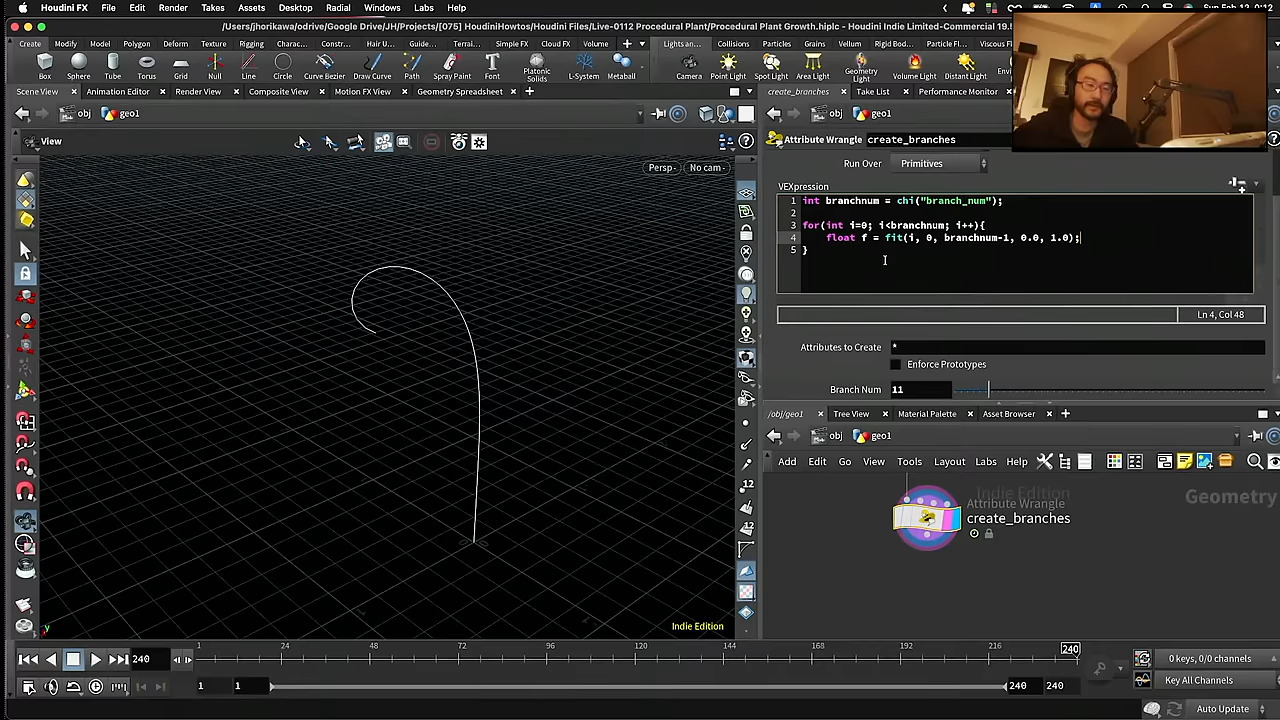 Houdini FX File Edit Render Takes Assets Desktop Radial Windows Labs Help
/Users/jhorikawa/odrive/Google Drive/JH/Projects/[075] HoudiniHowtos/Houdini Files/Live-0112 Procedural Plant/Procedural Plant Growth.hiplc - Houdini Indie Limited-Commercial 19.
Create Modify Model Polygon Deform Texture Rigging Charac... Constr... Hair U... Guide... Terrai... Simple FX Cloud FX Volume
Lights an... Collisions Particles Grains Vellum Rigid Bod... Particle Fl... Viscous
Box Sphere Tube Torus Grid Null Line Circle Curve Bezier Draw Curve Path Spray Paint Font Platonic Solids L-System Metaball
Camera Point Light Spot Light Area Light Geometry Light Volume Light Distant Light
Scene View Animation Editor Render View Composite View Motion FX View Geometry Spreadsheet
create_branches Take List Performance Monitor
obj geo1
obj geo1
View
Attribute Wrangle create_branches
Persp No cam
Run Over Primitives
VEXpression
1 int branchnum = chi("branch_num");
2
3 for(int i=0; i<branchnum; i++){
4 float f = fit(i, 0, branchnum-1, 0.0, 1.0);
5 }
Ln 4, Col 48
Attributes to Create *
Enforce Prototypes
Branch Num 11
/obj/geo1 Tree View Material Palette Asset Browser
obj geo1
Add Edit Go View Tools Layout Labs Help
12
12
Indie Edition
Geometry
Attribute Wrangle
create_branches
y
Indie Edition
240
1 24 48 72 96 120 144 168 192 216 240
1 1 240 240
0 keys, 0/0 channels
Key All Channels
Auto Update